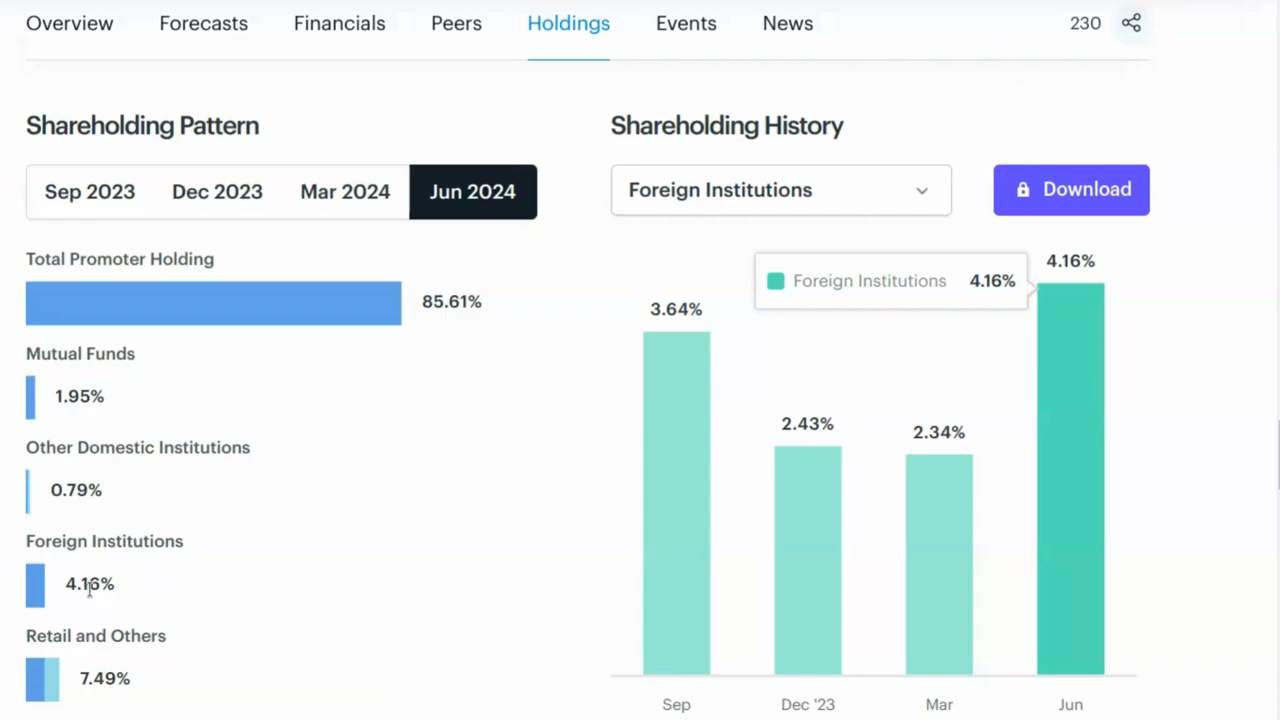 Overview Forecasts Financials Peers Holdings Events News 230
Shareholding Pattern
Sep 2023 Dec 2023 Mar 2024 Jun 2024
Total Promoter Holding
85.61%
Mutual Funds
1.95%
Other Domestic Institutions
0.79%
Foreign Institutions
4.16%
Retail and Others
7.49%
Shareholding History
Foreign Institutions
Download
Foreign Institutions 4.16%
4.16%
3.64%
2.43%
2.34%
Sep Dec '23 Mar Jun